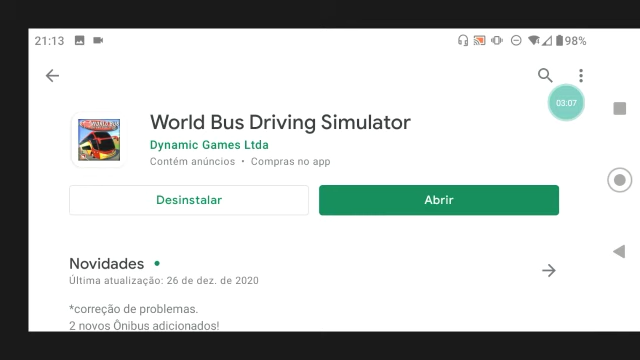 21:13
98%
03:07
World Bus Driving Simulator
Dynamic Games Ltda
Contém anúncios • Compras no app
Desinstalar
Abrir
Novidades •
Última atualização: 26 de dez. de 2020
*correção de problemas.
2 novos Ônibus adicionados!